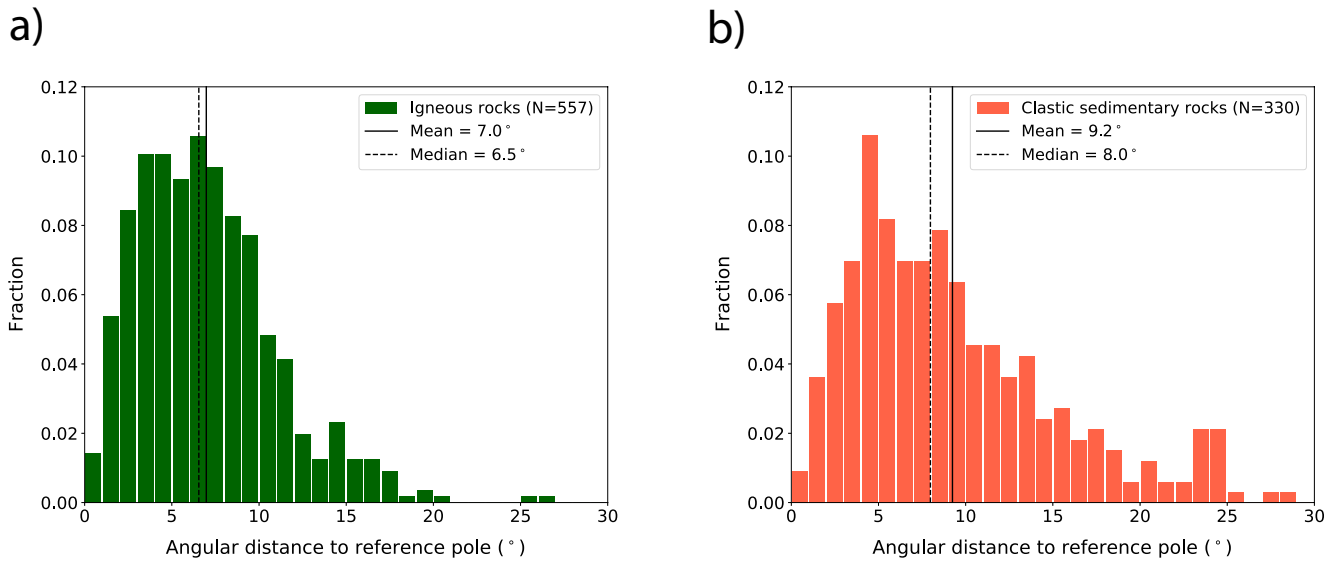 a)
0.12
0.10
0.08
0.06
0.04
0.02
0.00
Fraction
Igneous rocks (N=557)
Mean = 7.0°
Median = 6.5°
0
5
10
15
20
25
30
Angular distance to reference pole (°)
b)
0.12
0.10
0.08
0.06
0.04
0.02
0.00
Fraction
Clastic sedimentary rocks (N=330)
Mean = 9.2°
Median = 8.0°
0
5
10
15
20
25
30
Angular distance to reference pole (°)